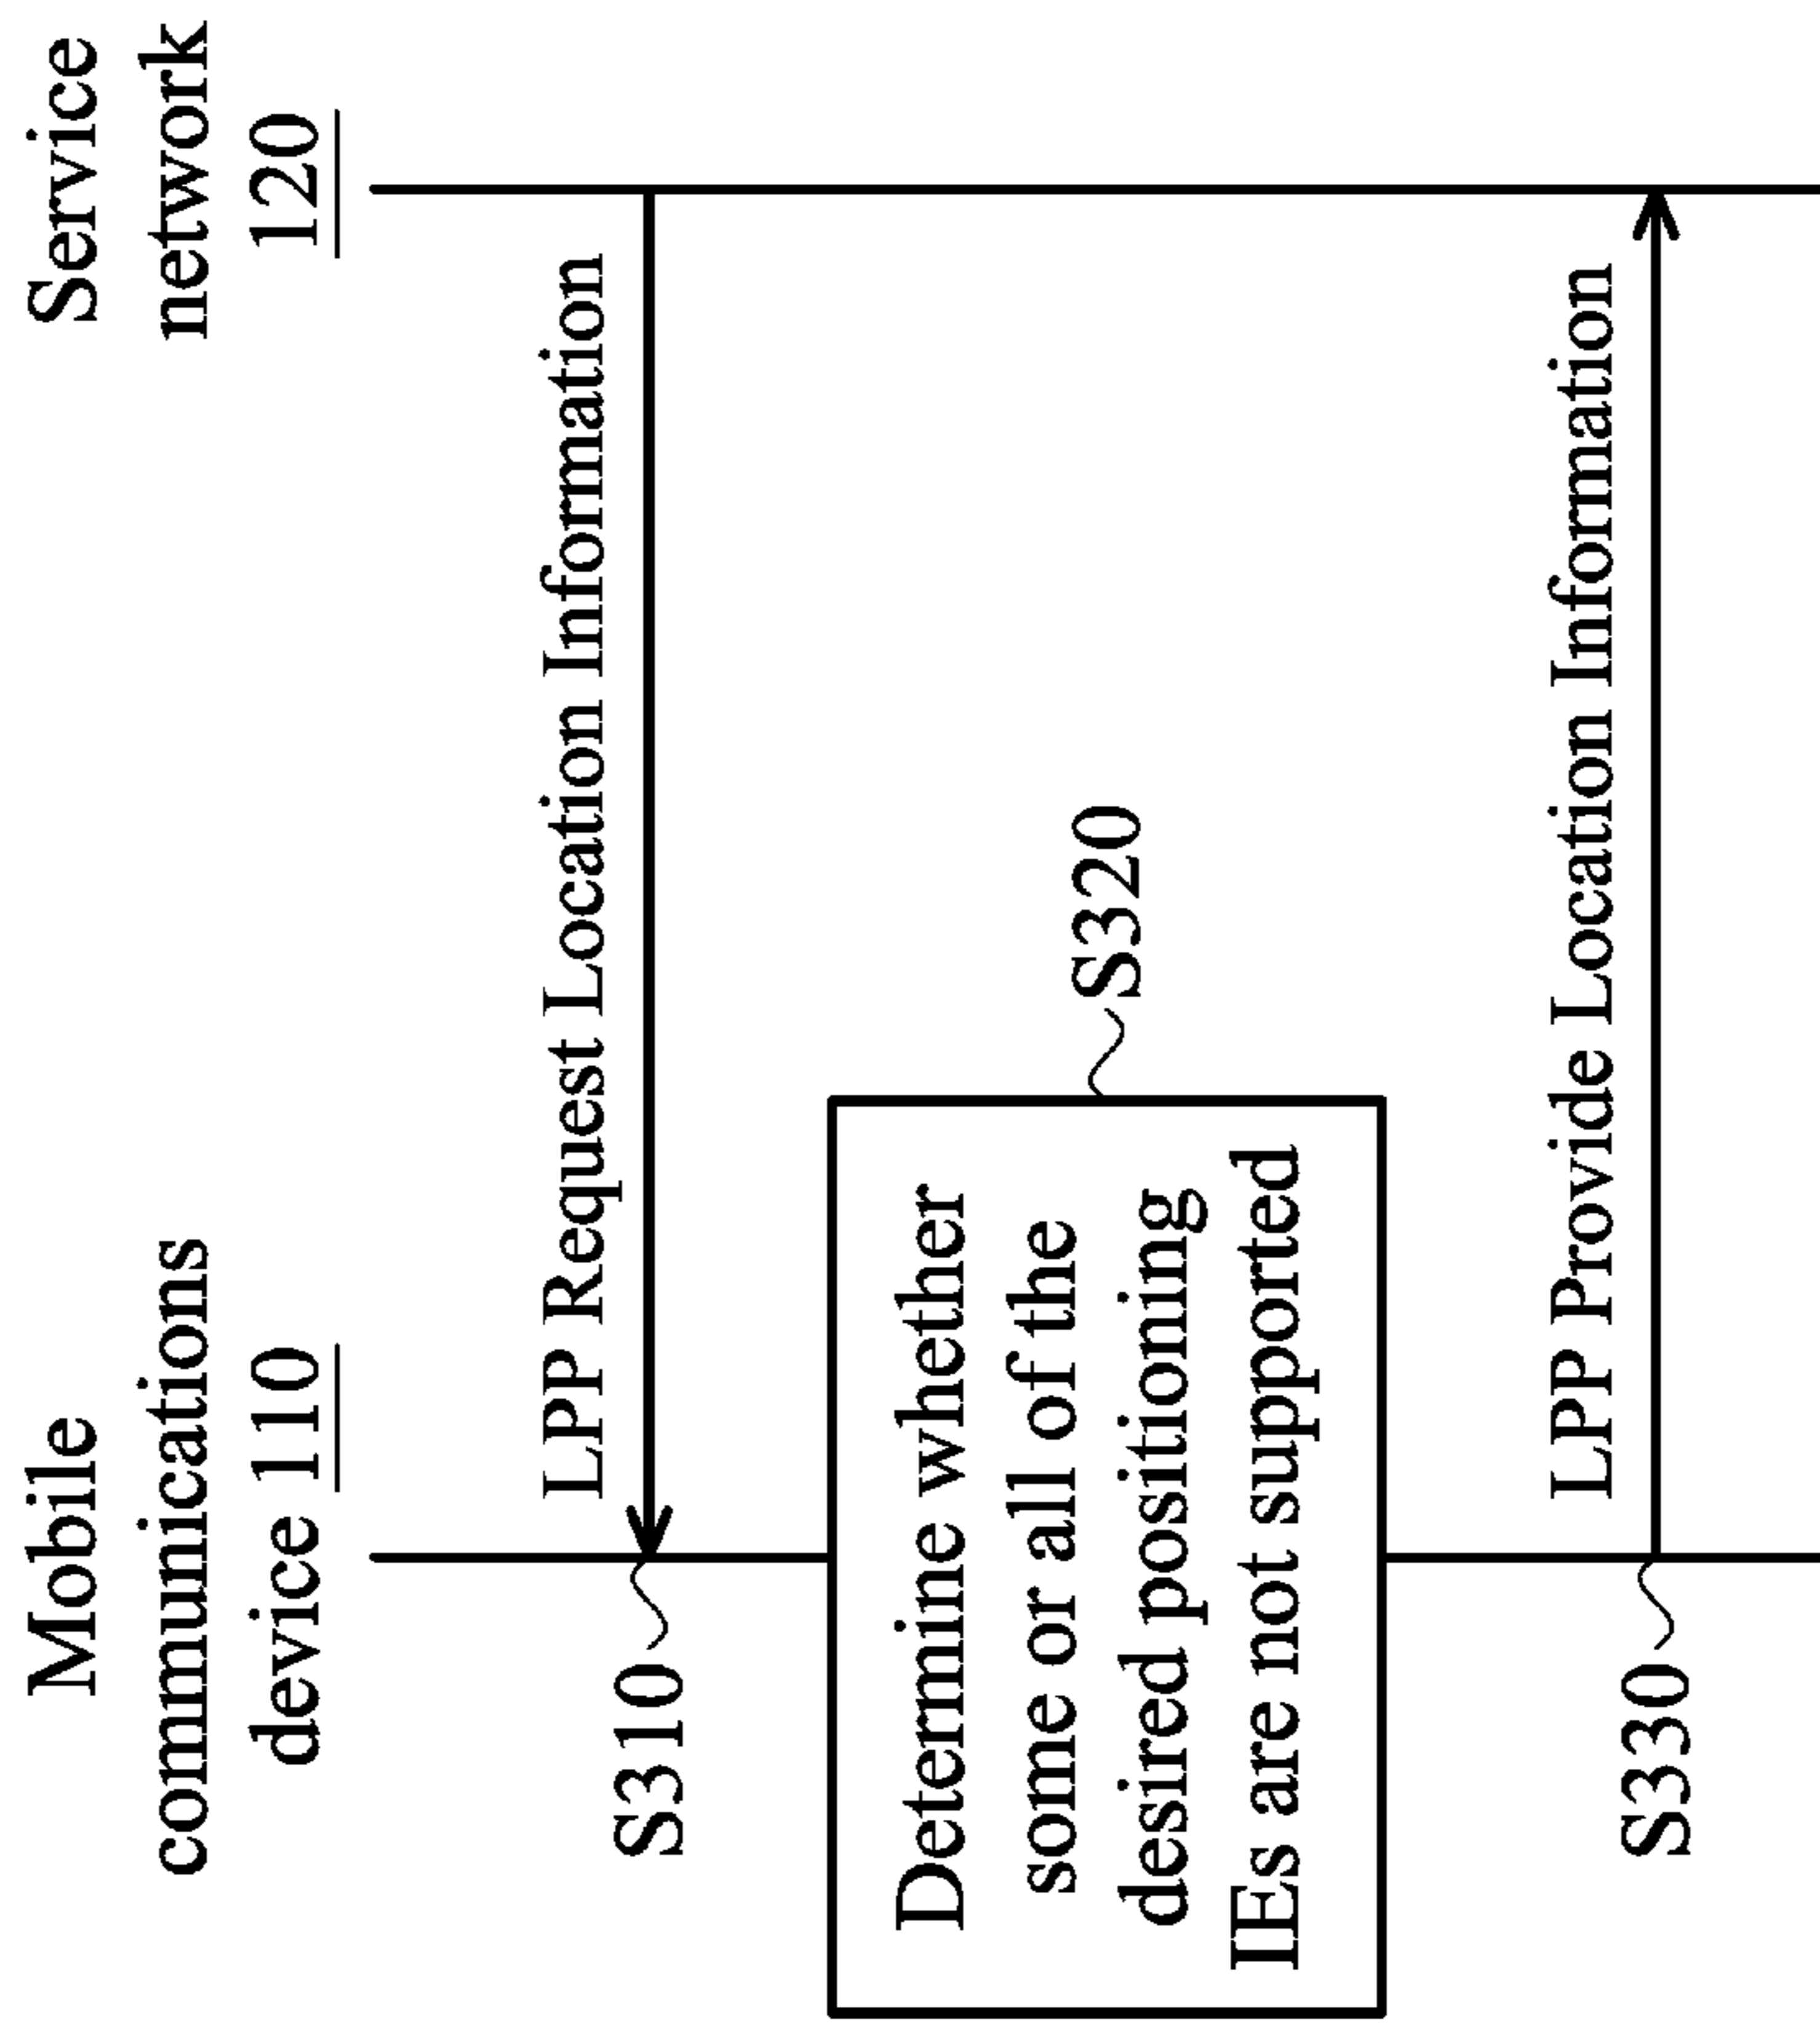 Mobile
communications
device 110
Service
network
120
LPP Request Location Information
S310
Determine whether
some or all of the
desired positioning
IEs are not supported
S320
LPP Provide Location Information
S330